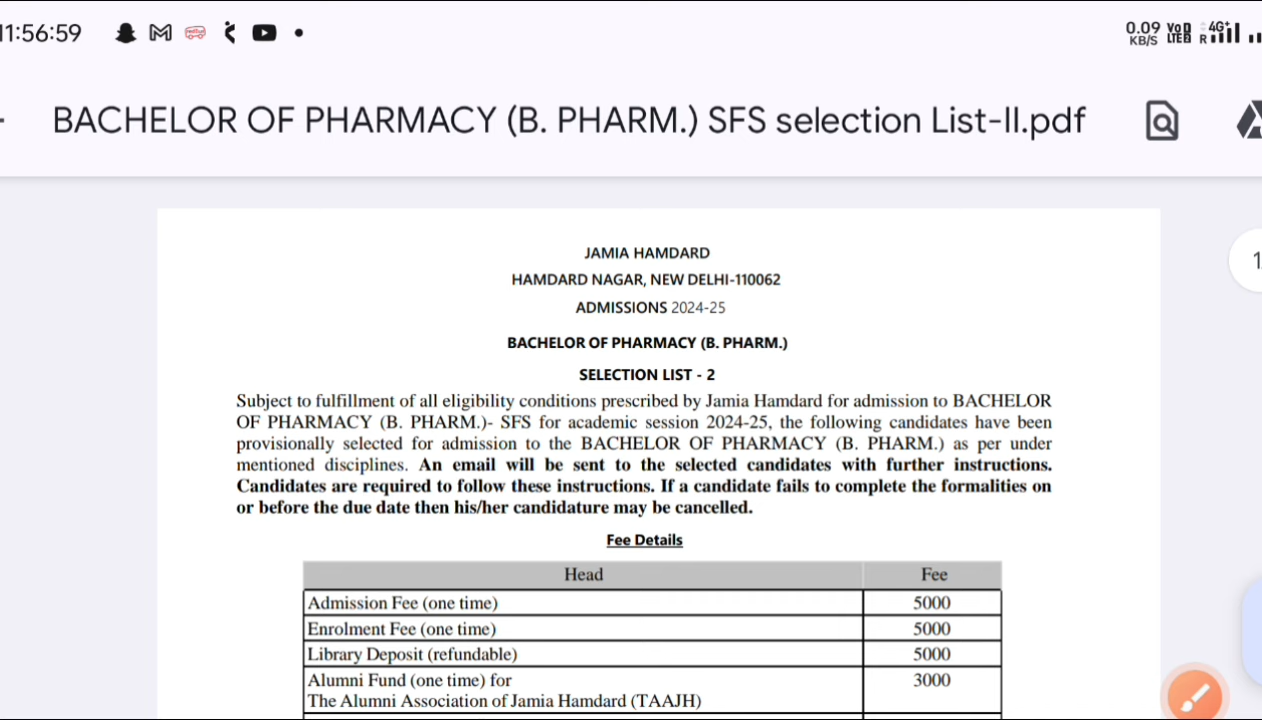 11:56:59
0.09 KB/S VoD LTE2 R 4G+
BACHELOR OF PHARMACY (B. PHARM.) SFS selection List-II.pdf
JAMIA HAMDARD
HAMDARD NAGAR, NEW DELHI-110062
ADMISSIONS 2024-25
BACHELOR OF PHARMACY (B. PHARM.)
SELECTION LIST - 2
Subject to fulfillment of all eligibility conditions prescribed by Jamia Hamdard for admission to BACHELOR
OF PHARMACY (B. PHARM.)- SFS for academic session 2024-25, the following candidates have been
provisionally selected for admission to the BACHELOR OF PHARMACY (B. PHARM.) as per under
mentioned disciplines. An email will be sent to the selected candidates with further instructions.
Candidates are required to follow these instructions. If a candidate fails to complete the formalities on
or before the due date then his/her candidature may be cancelled.
Fee Details
Head Fee
Admission Fee (one time) 5000
Enrolment Fee (one time) 5000
Library Deposit (refundable) 5000
Alumni Fund (one time) for 3000
The Alumni Association of Jamia Hamdard (TAAJH)